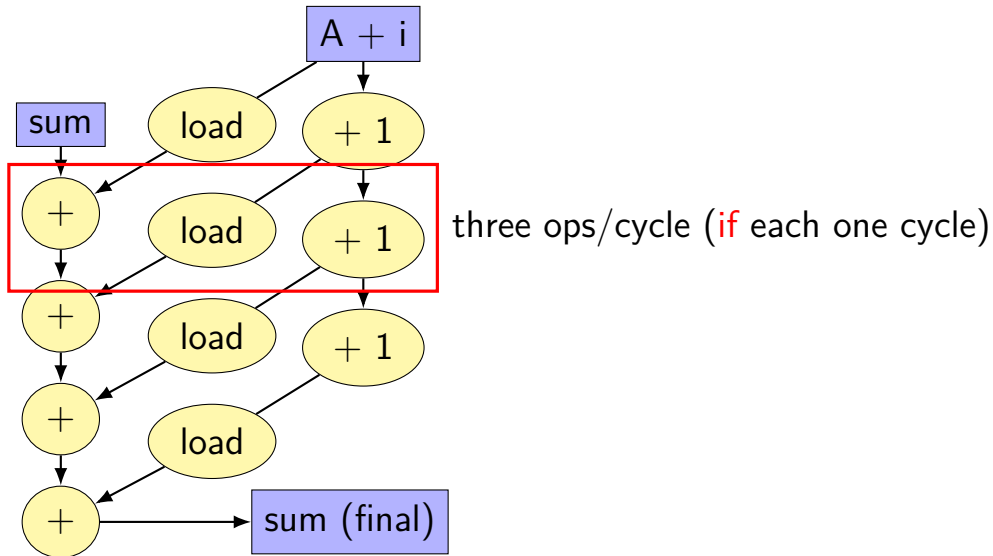 A + i
sum
load
+ 1
+
load
+ 1
three ops/cycle (if each one cycle)
+
load
+ 1
+
load
+
sum (final)